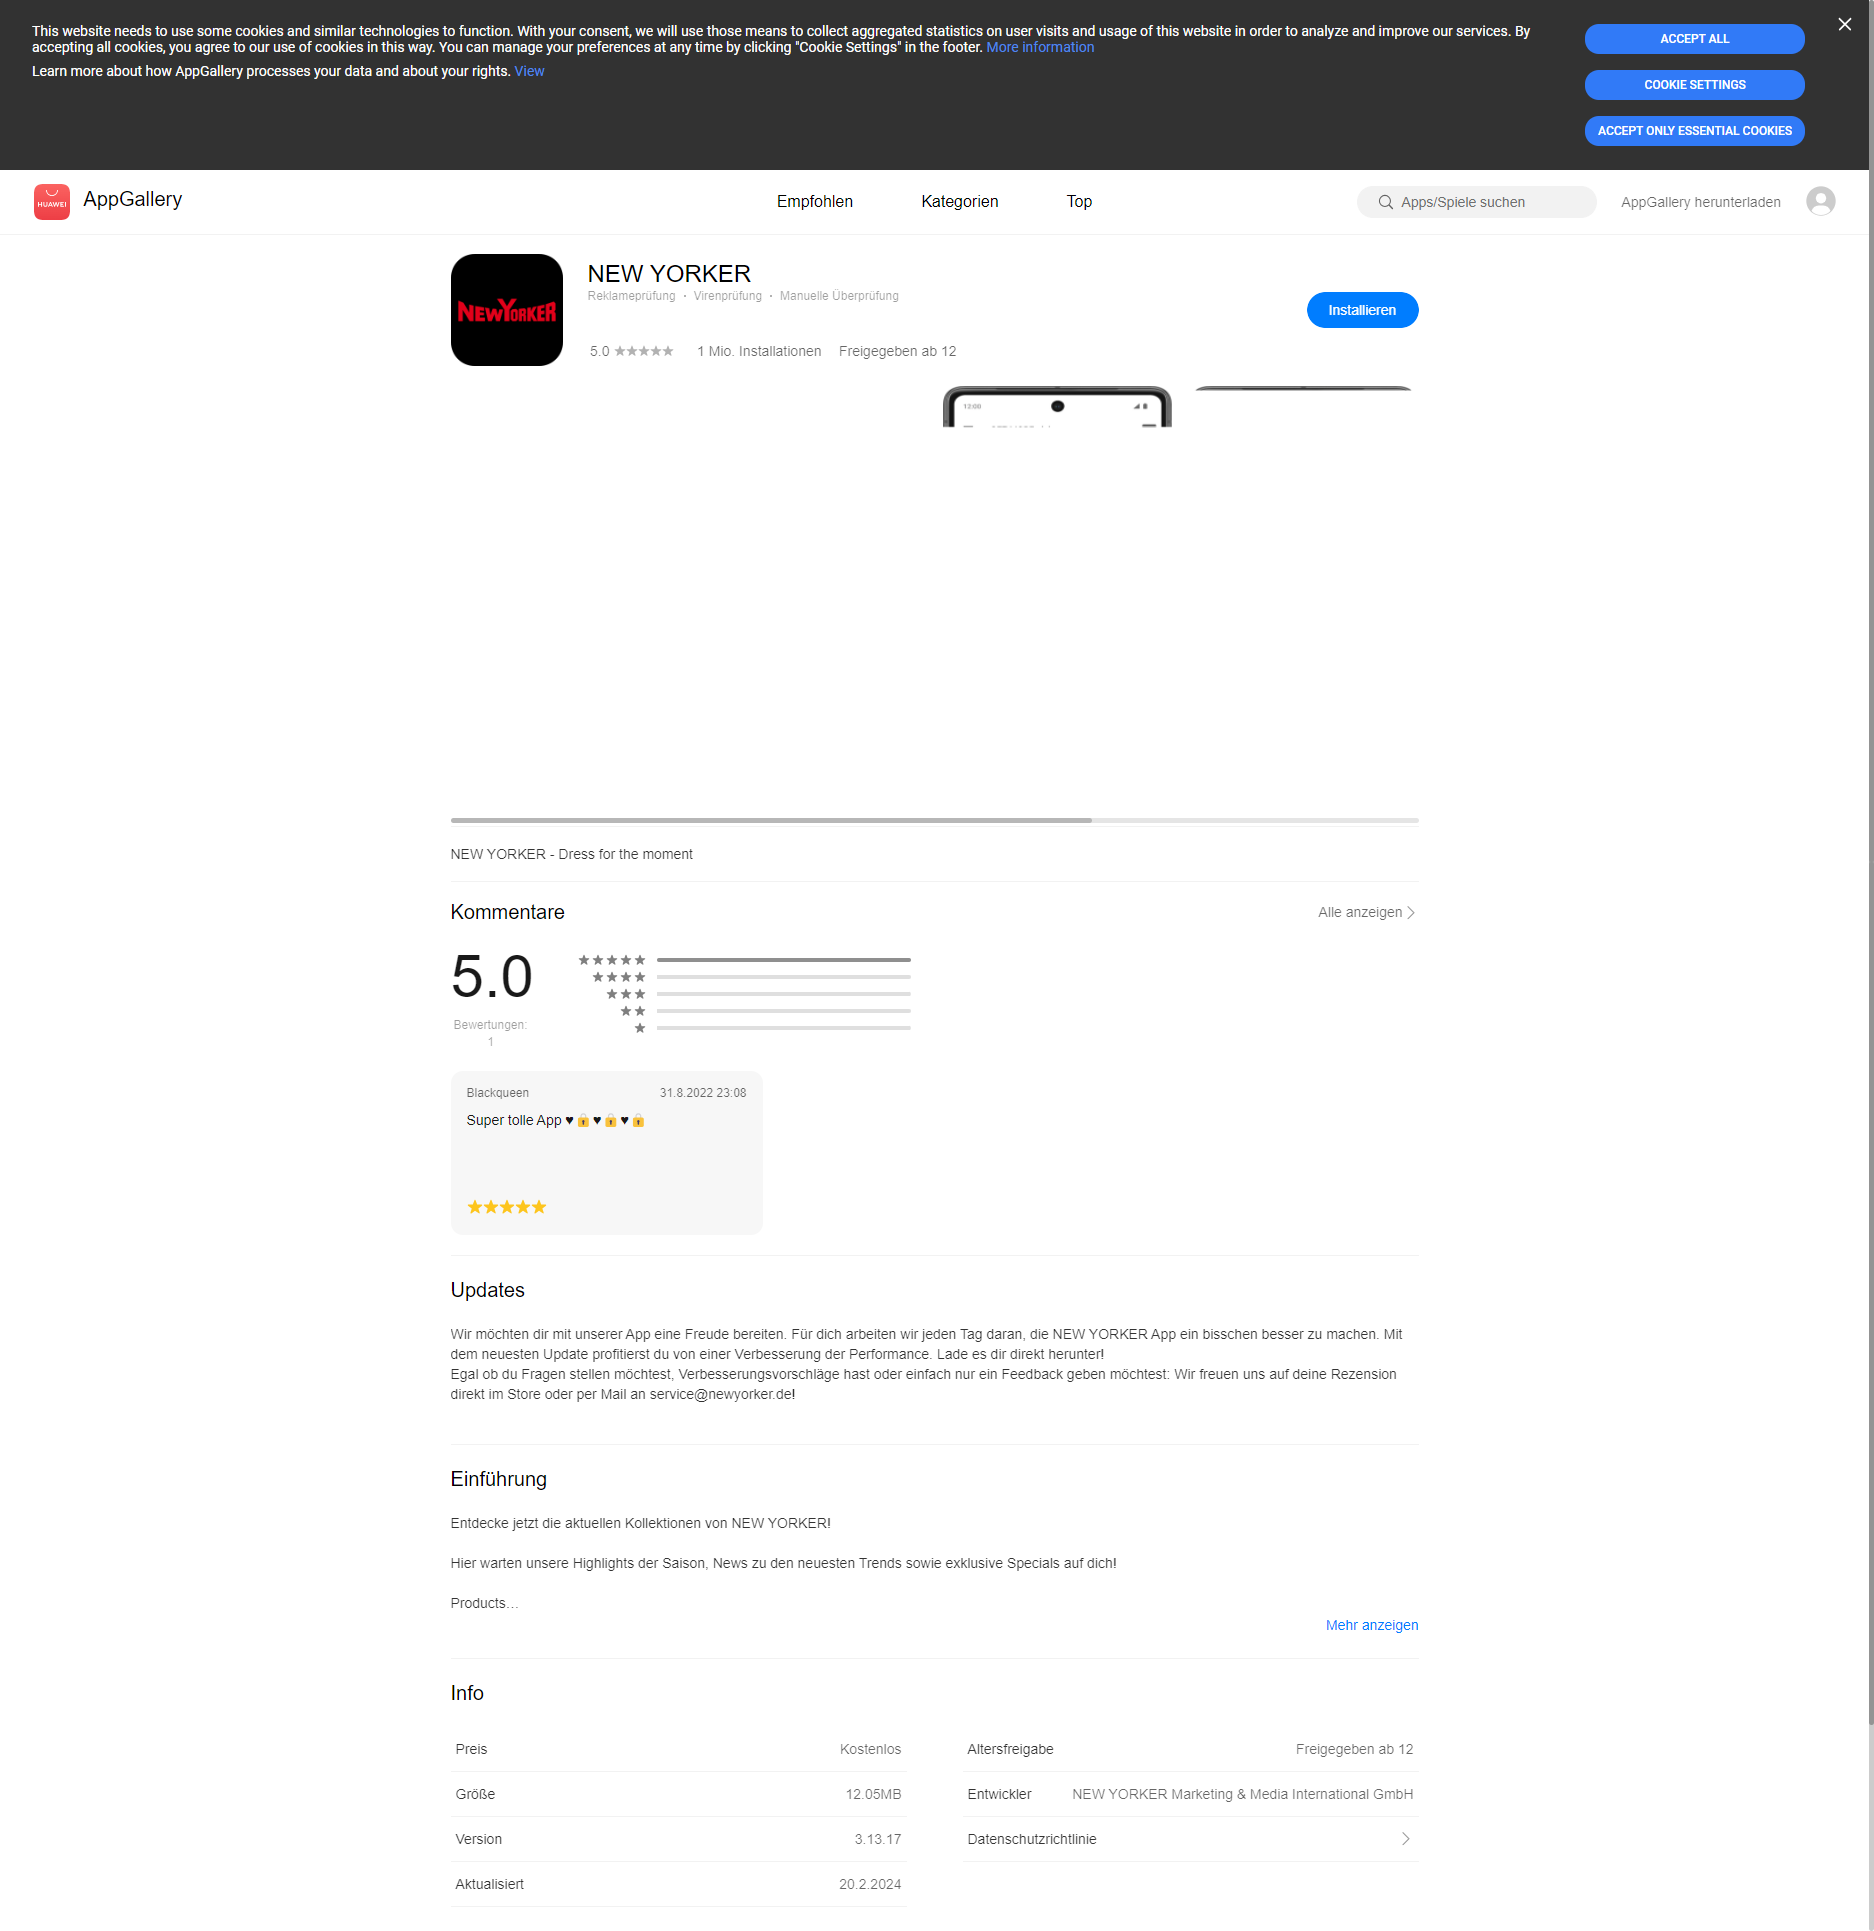 This website needs to use some cookies and similar technologies to function. With your consent, we will use those means to collect aggregated statistics on user visits and usage of this website in order to analyze and improve our services. By
accepting all cookies, you agree to our use of cookies in this way. You can manage your preferences at any time by clicking "Cookie Settings" in the footer. More information
Learn more about how AppGallery processes your data and about your rights. View
ACCEPT ALL
COOKIE SETTINGS
ACCEPT ONLY ESSENTIAL COOKIES
HUAWEI
AppGallery
Empfohlen
Kategorien
Top
Apps/Spiele suchen
AppGallery herunterladen
NEWYORKER
NEW YORKER
Reklameprüfung · Virenprüfung · Manuelle Überprüfung
Installieren
5.0
1 Mio. Installationen
Freigegeben ab 12
12:08
NEW YORKER - Dress for the moment
Kommentare
Alle anzeigen
5.0
Bewertungen:
1
Blackqueen
31.8.2022 23:08
Super tolle App ♥🔒♥🔒♥🔒
Updates
Wir möchten dir mit unserer App eine Freude bereiten. Für dich arbeiten wir jeden Tag daran, die NEW YORKER App ein bisschen besser zu machen. Mit
dem neuesten Update profitierst du von einer Verbesserung der Performance. Lade es dir direkt herunter!
Egal ob du Fragen stellen möchtest, Verbesserungsvorschläge hast oder einfach nur ein Feedback geben möchtest: Wir freuen uns auf deine Rezension
direkt im Store oder per Mail an service@newyorker.de!
Einführung
Entdecke jetzt die aktuellen Kollektionen von NEW YORKER!
Hier warten unsere Highlights der Saison, News zu den neuesten Trends sowie exklusive Specials auf dich!
Products…
Mehr anzeigen
Info
Preis
Kostenlos
Größe
12.05MB
Version
3.13.17
Aktualisiert
20.2.2024
Altersfreigabe
Freigegeben ab 12
Entwickler
NEW YORKER Marketing & Media International GmbH
Datenschutzrichtlinie